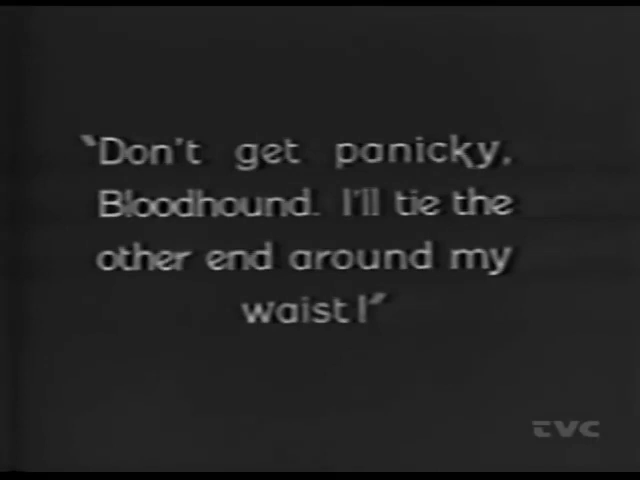 "Don't get panicky,
Bloodhound. I'll tie the
other end around my
waist!"
TVC